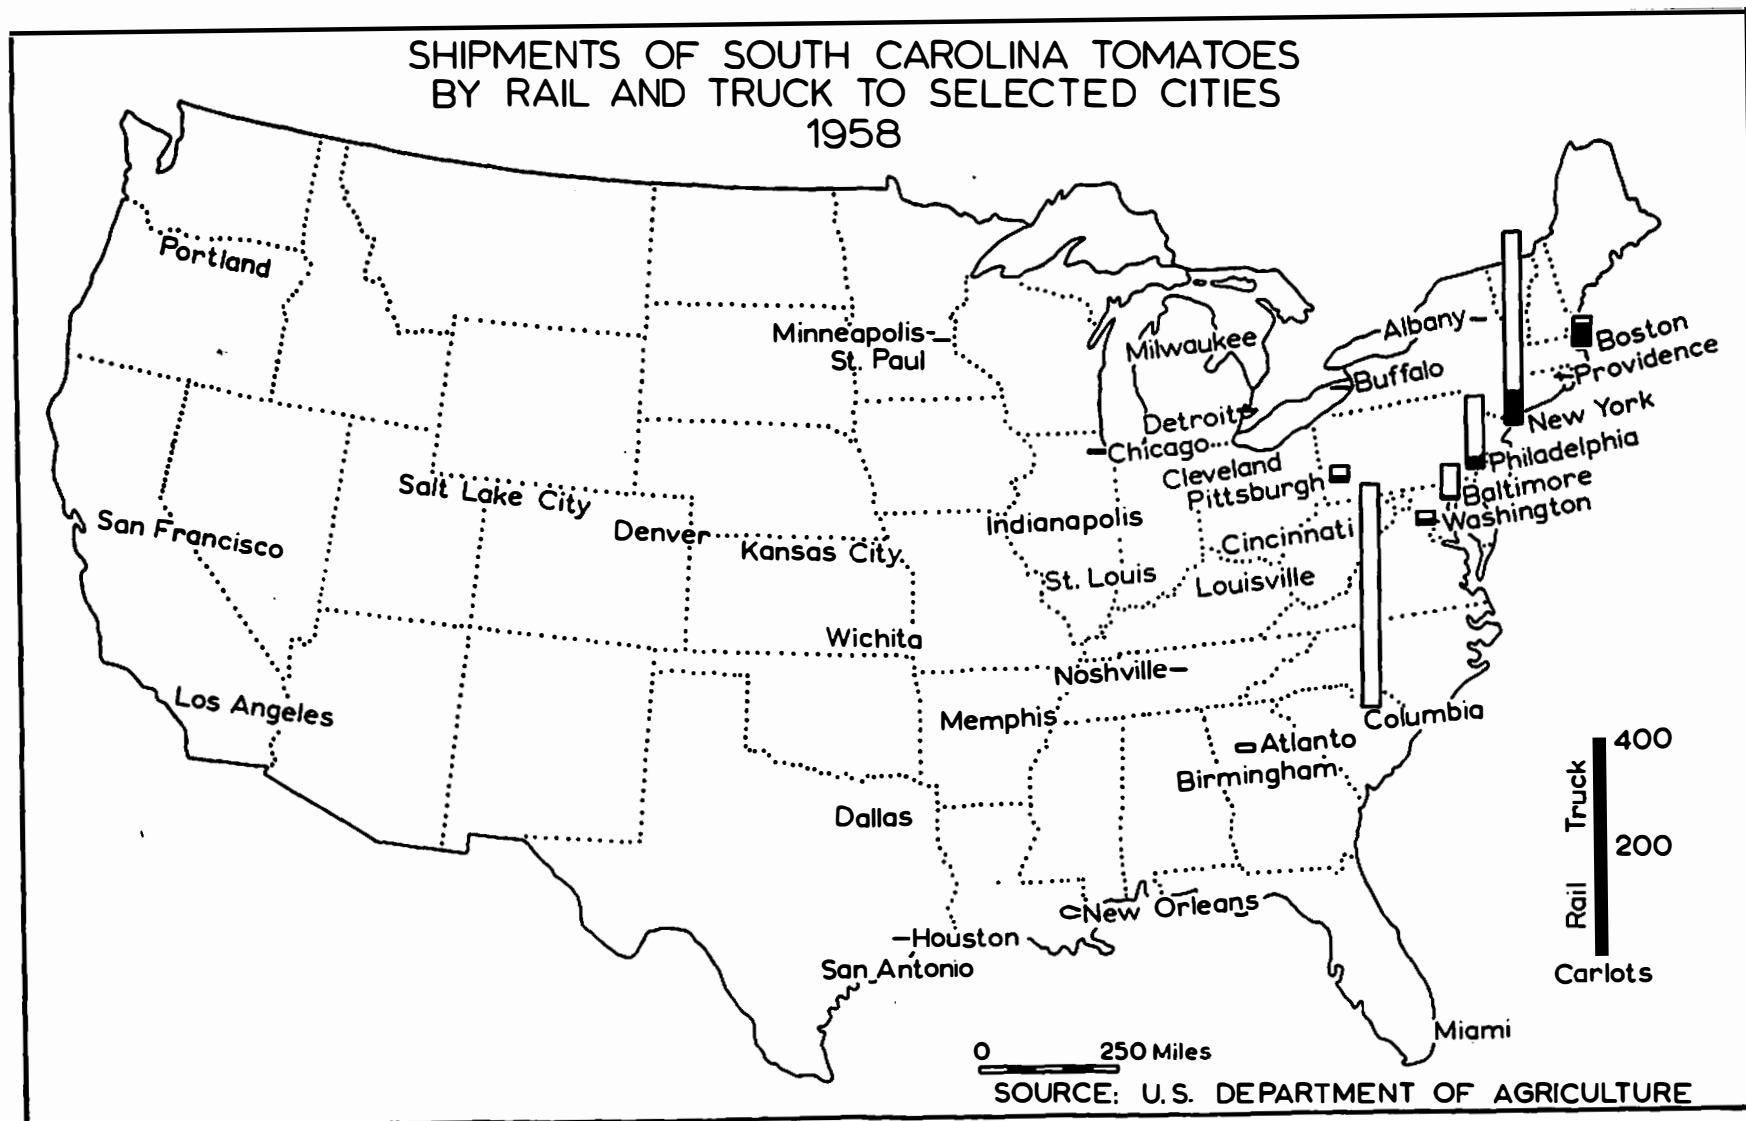 SHIPMENTS OF SOUTH CAROLINA TOMATOES
BY RAIL AND TRUCK TO SELECTED CITIES
1958
Portland
Minneapolis-
St. Paul
Milwaukee
Albany
Boston
Providence
Buffalo
New York
Detroit
Chicago
Philadelphia
Cleveland
Pittsburgh
Baltimore
Washington
Salt Lake City
San Francisco
Denver
Kansas City
Indianapolis
Cincinnati
St. Louis
Louisville
Wichita
Noshville
Los Angeles
Memphis
Columbia
Atlanto
Birmingham
Dallas
400
Truck
200
Rail
Carlots
New Orleans
Houston
San Antonio
Miami
0 250 Miles
SOURCE: U.S. DEPARTMENT OF AGRICULTURE